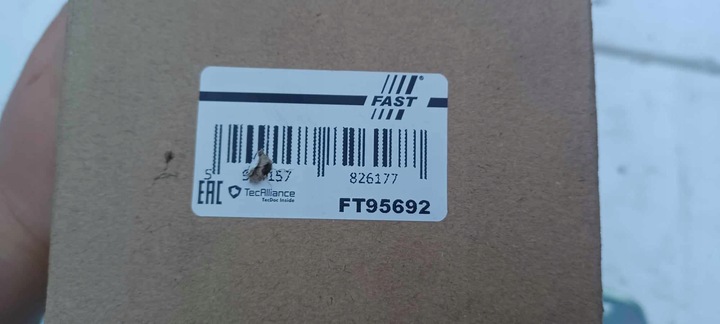 FAST®
826177
EAC TecAlliance
TecDoc Inside
FT95692